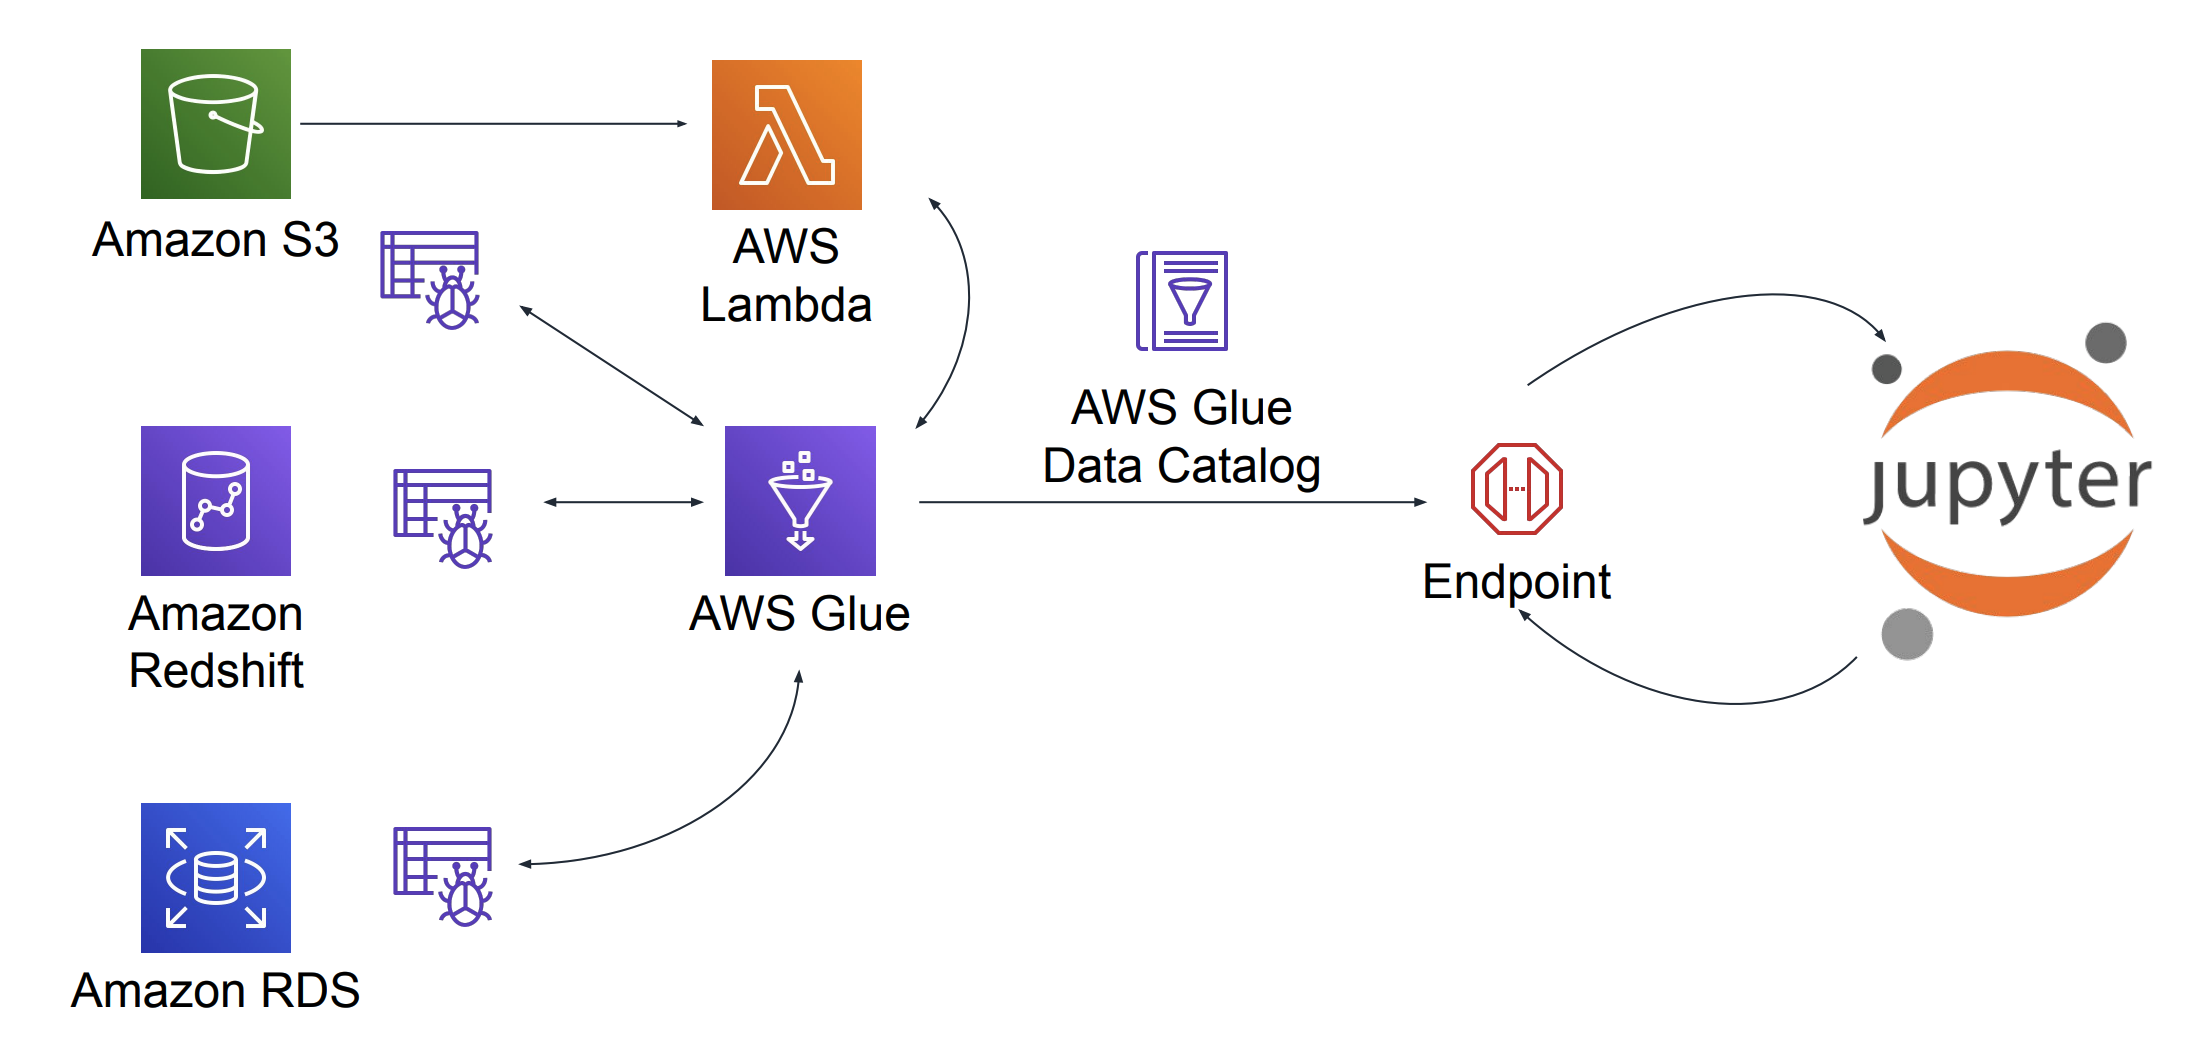 Amazon S3
AWS
Lambda
AWS Glue
Data Catalog
Amazon
Redshift
AWS Glue
Endpoint
jupyter
Amazon RDS